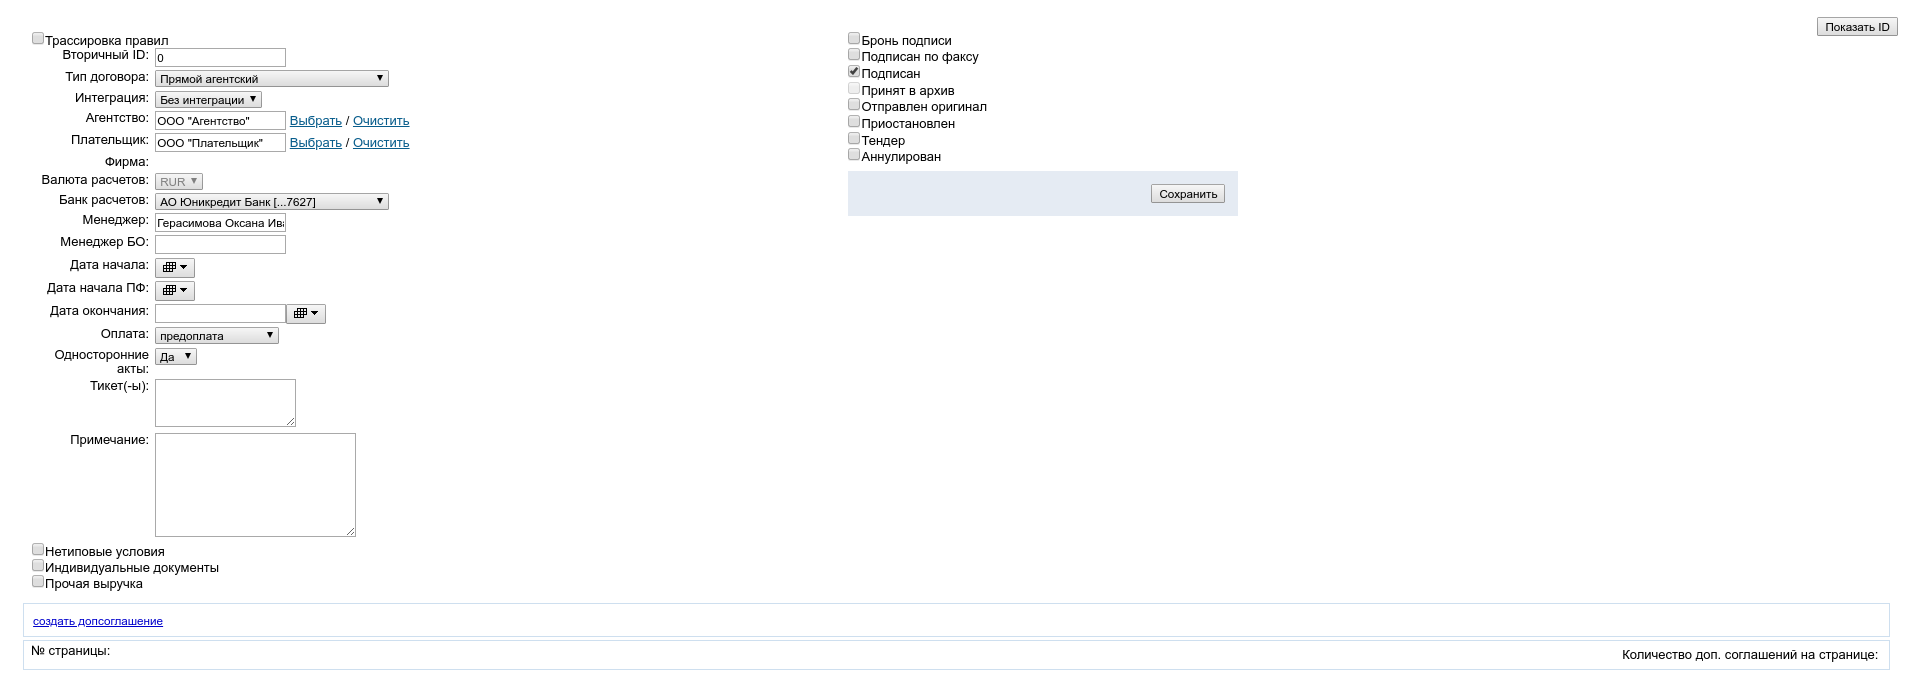 Показать ID
Трассировка правил
Вторичный ID: 0
Тип договора: Прямой агентский
Интеграция: Без интеграции
Агентство: ООО "Агентство" Выбрать / Очистить
Плательщик: ООО "Плательщик" Выбрать / Очистить
Фирма:
Валюта расчетов: RUR
Банк расчетов: АО Юникредит Банк [...7627]
Менеджер: Герасимова Оксана Ива
Менеджер БО:
Дата начала:
Дата начала ПФ:
Дата окончания:
Оплата: предоплата
Односторонние Да
акты:
Тикет(-ы):
Примечание:
Нетиповые условия
Индивидуальные документы
Прочая выручка
Бронь подписи
Подписан по факсу
Подписан
Принят в архив
Отправлен оригинал
Приостановлен
Тендер
Аннулирован
Сохранить
создать допсоглашение
№ страницы:
Количество доп. соглашений на странице: